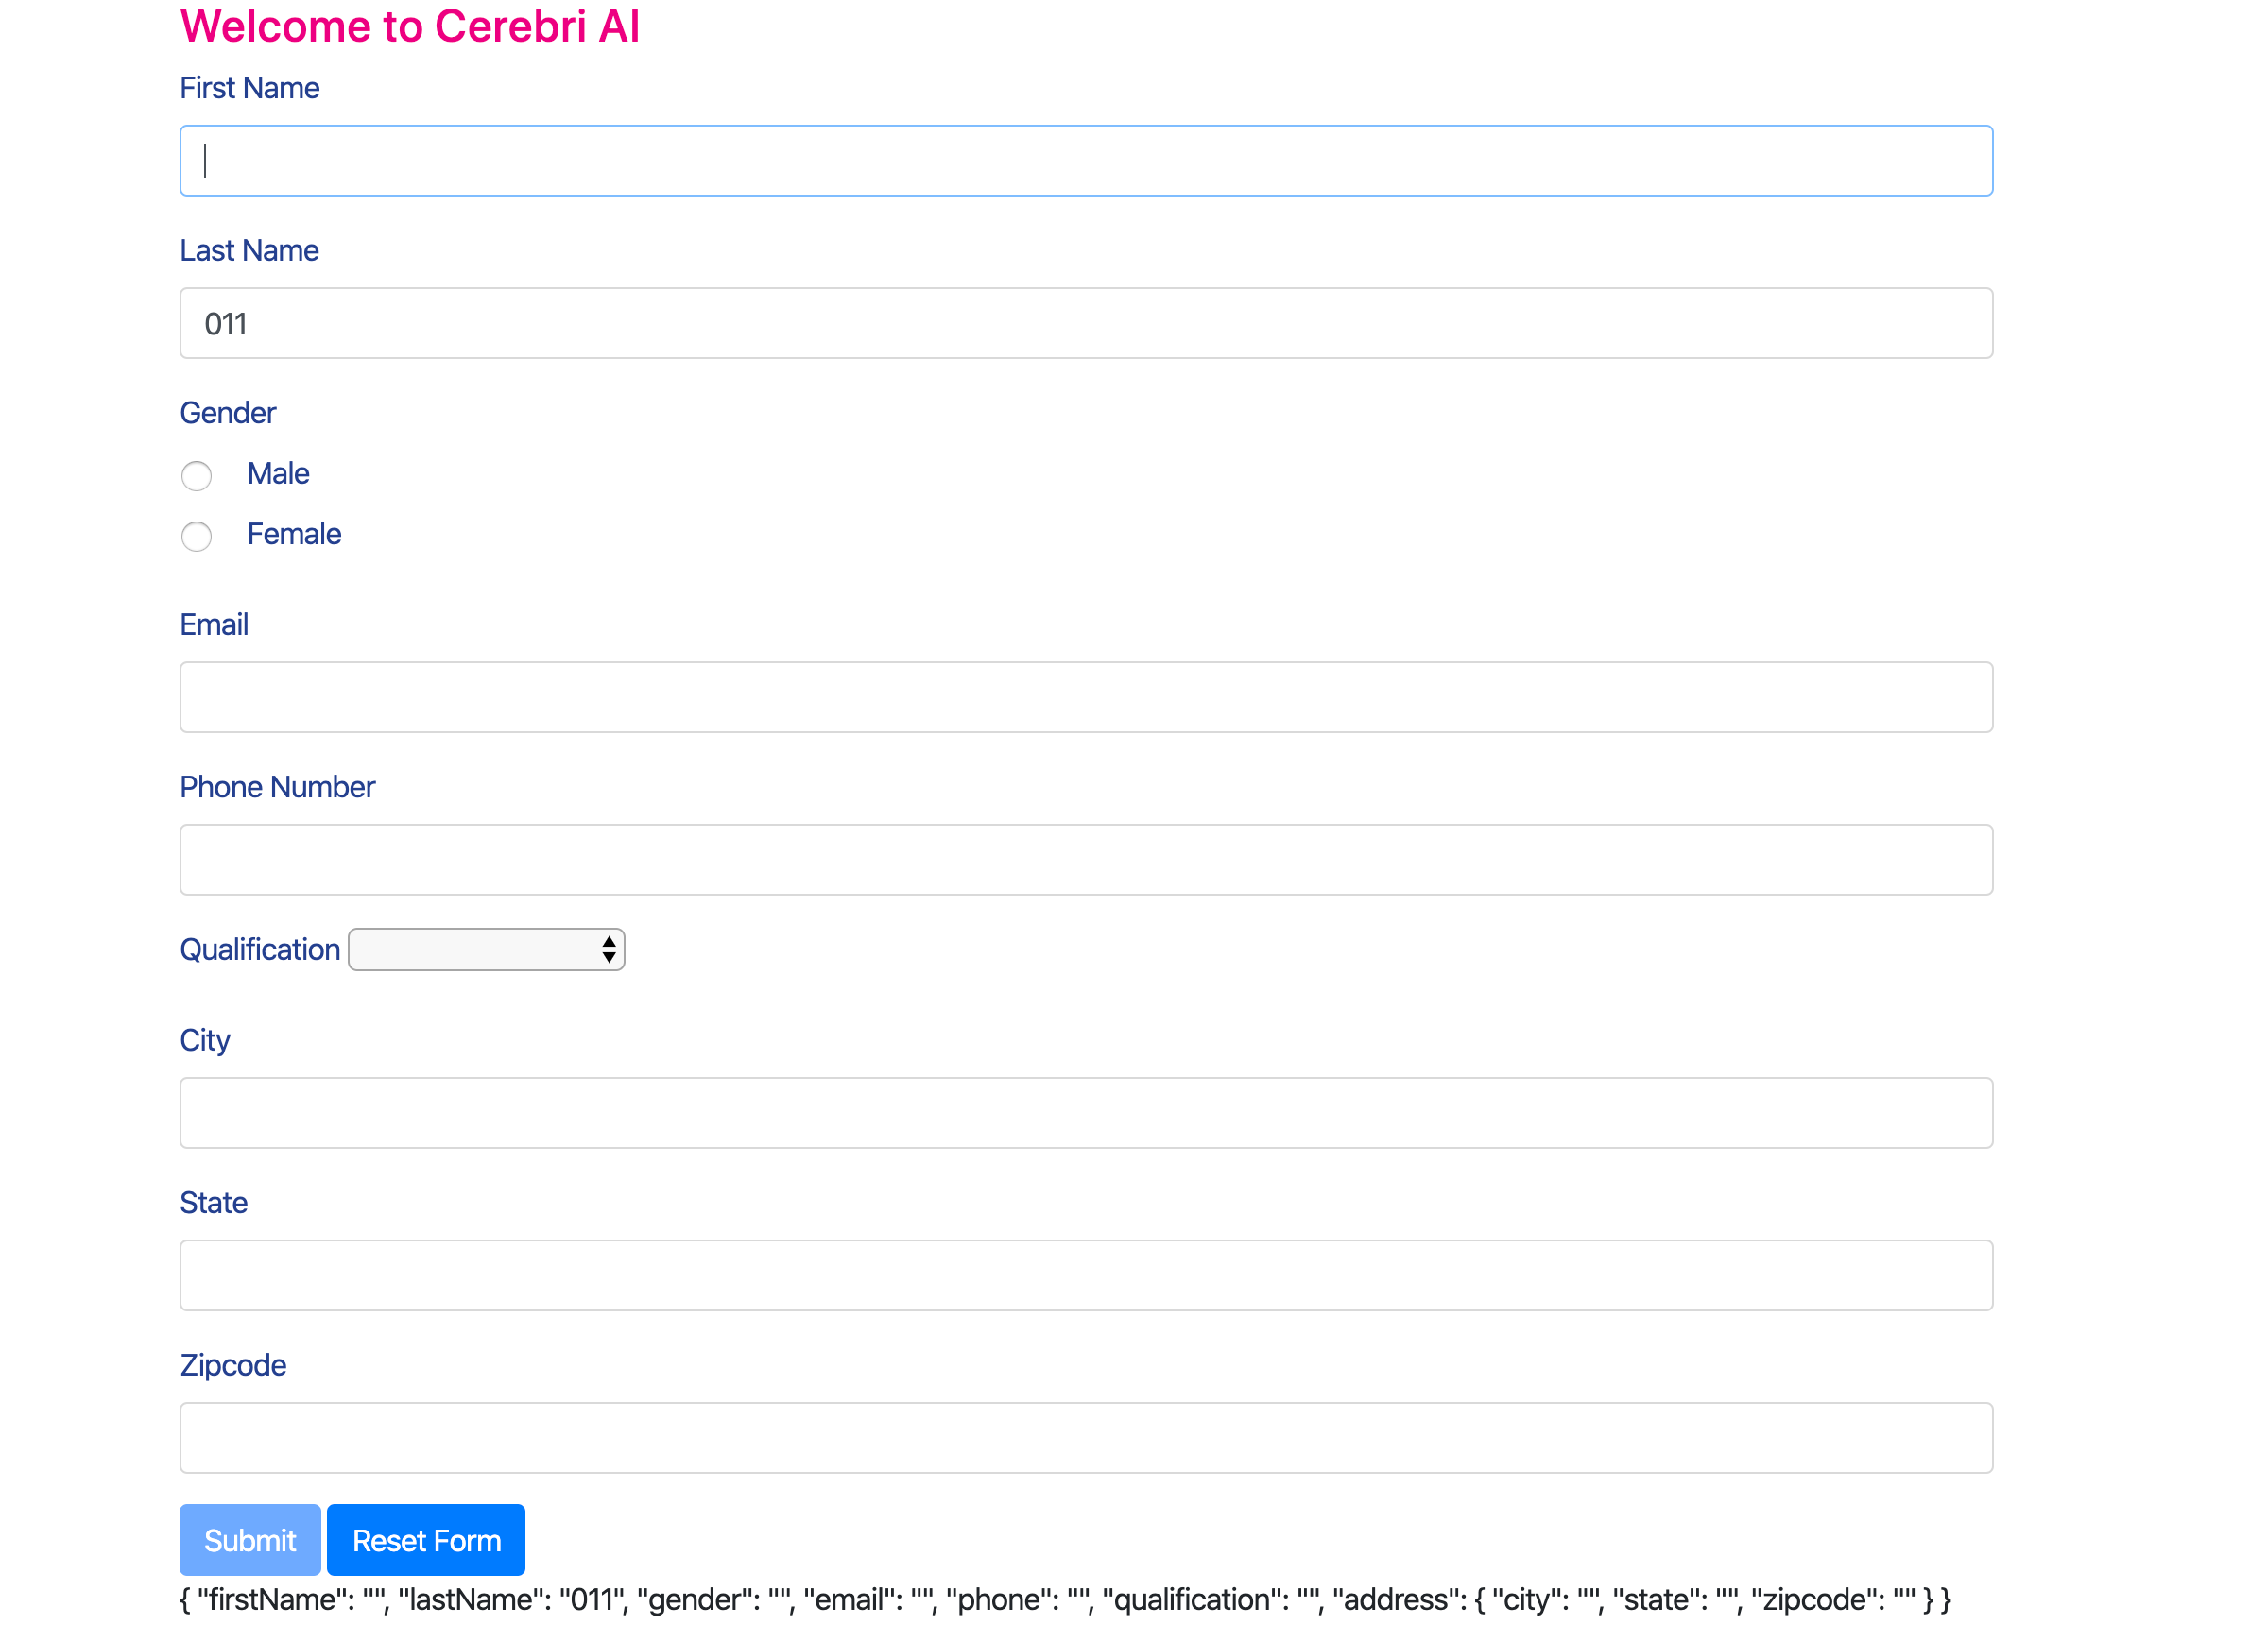 Welcome to Cerebri AI
First Name
Last Name
011
Gender
Male
Female
Email
Phone Number
Qualification
City
State
Zipcode
Submit Reset Form
{ "firstName": "", "lastName": "011", "gender": "", "email": "", "phone": "", "qualification": "", "address": { "city": "", "state": "", "zipcode": "" } }